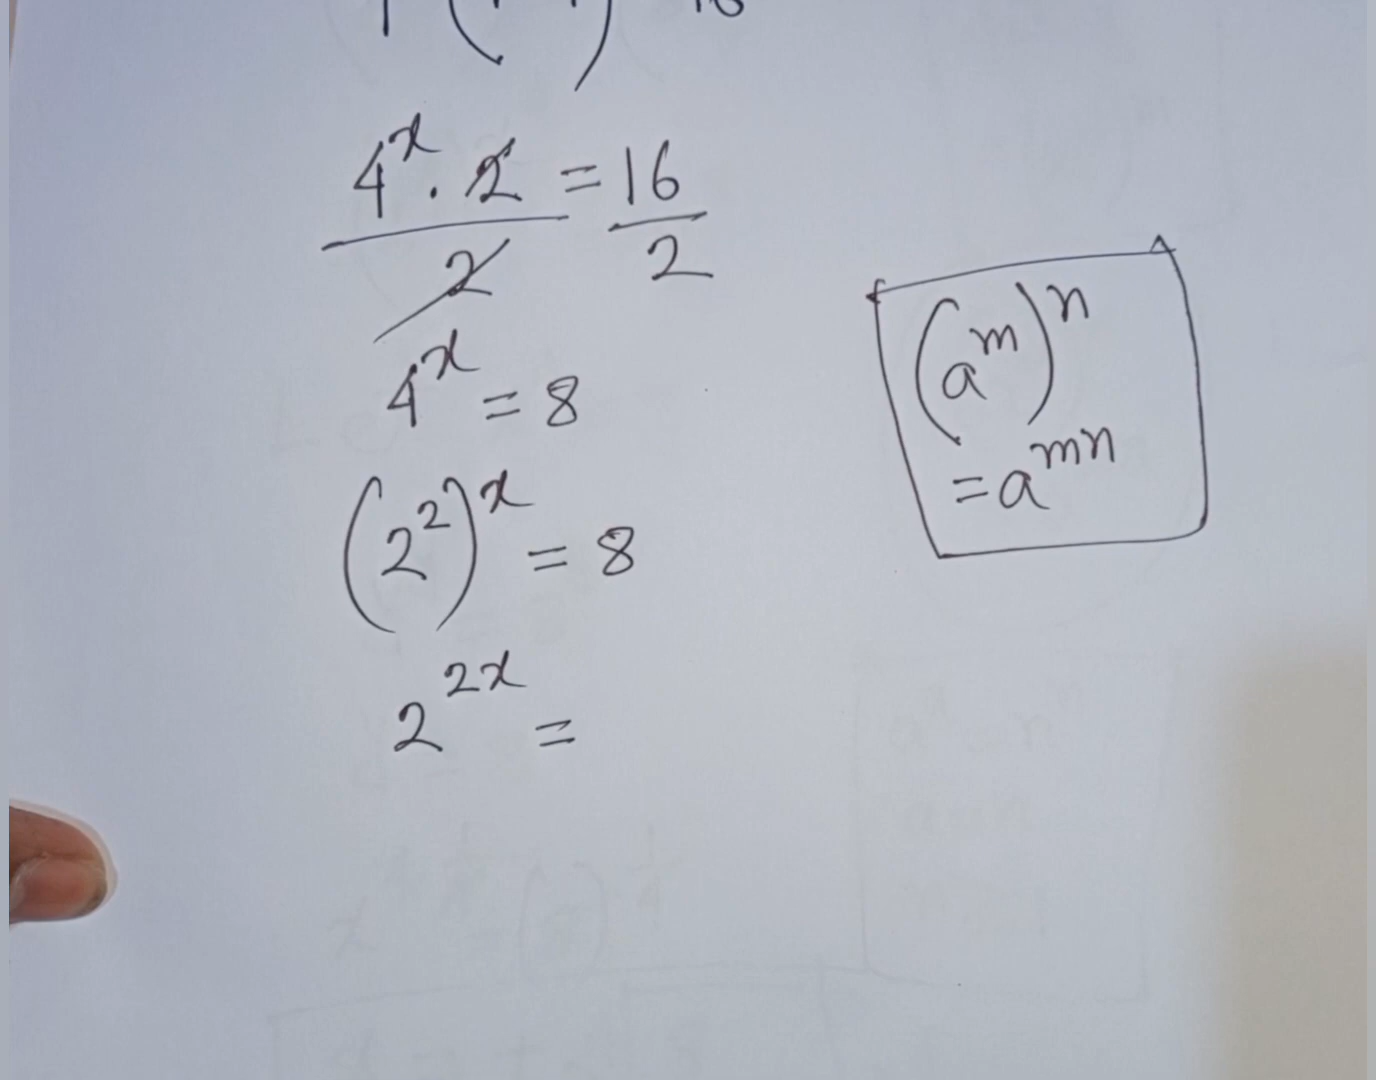 4^x . 2 = 16
2 2
4^x = 8
(2^2)^x = 8
2^2x =
(a^m)^n
= a^mn